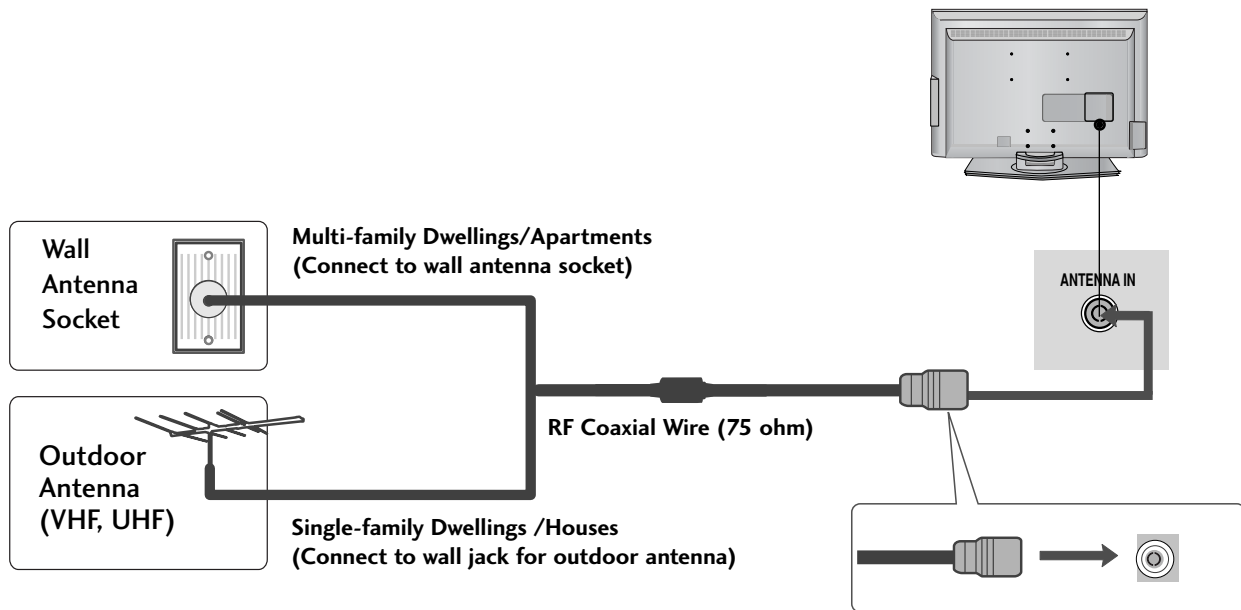 Wall
Antenna
Socket
Multi-family Dwellings/Apartments
(Connect to wall antenna socket)
ANTENNA IN
RF Coaxial Wire (75 ohm)
Outdoor
Antenna
(VHF, UHF)
Single-family Dwellings /Houses
(Connect to wall jack for outdoor antenna)